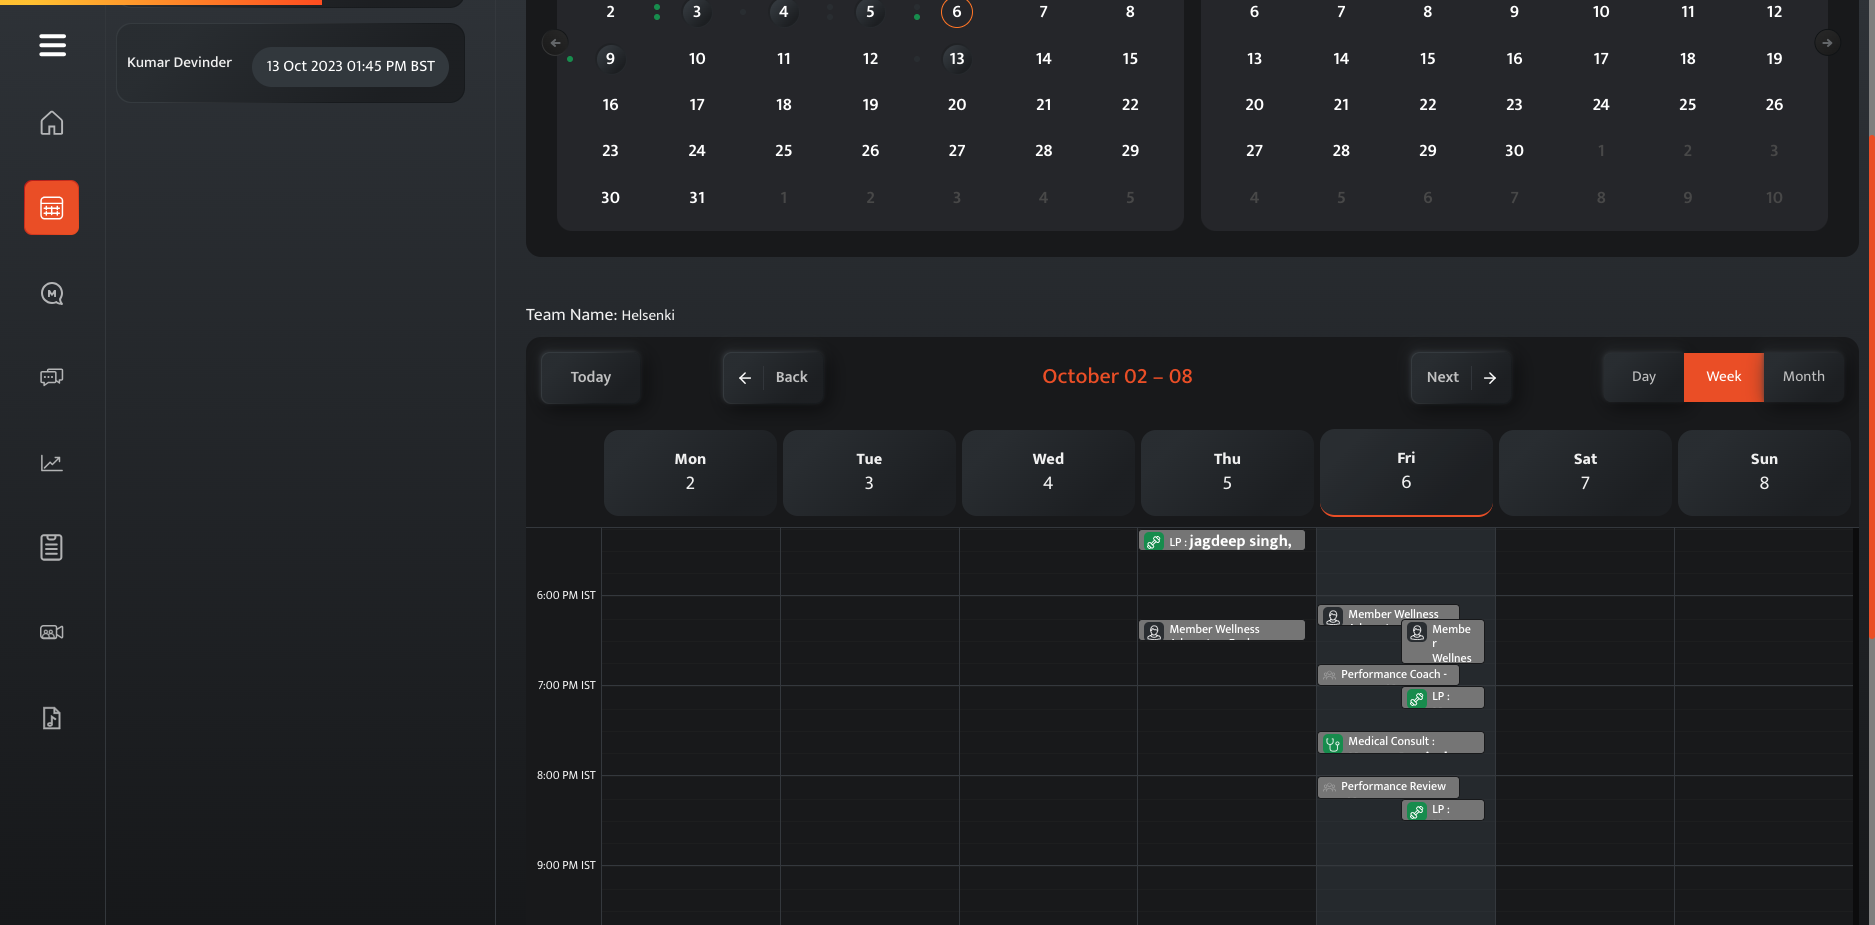 Kumar Devinder 13 Oct 2023 01:45 PM BST
2 3 4 5 6 7 8
9 10 11 12 13 14 15
16 17 18 19 20 21 22
23 24 25 26 27 28 29
30 31 1 2 3 4 5
6 7 8 9 10 11 12
13 14 15 16 17 18 19
20 21 22 23 24 25 26
27 28 29 30 1 2 3
4 5 6 7 8 9 10
Team Name: Helsenki
Today Back October 02 – 08 Next Day Week Month
Mon Tue Wed Thu Fri Sat Sun
2 3 4 5 6 7 8
LP : jagdeep singh,
6:00 PM IST
Member Wellness
Member Wellness
Membe
r
Wellnes
Performance Coach -
7:00 PM IST
LP :
Medical Consult :
8:00 PM IST
Performance Review
LP :
9:00 PM IST